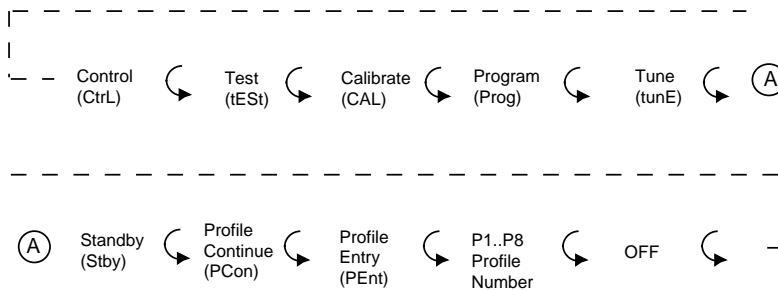 Control
(CtrL)
Test
(tESt)
Calibrate
(CAL)
Program
(Prog)
Tune
(tunE)
A
A
Standby
(Stby)
Profile
Continue
(PCon)
Profile
Entry
(PEnt)
P1..P8
Profile
Number
OFF